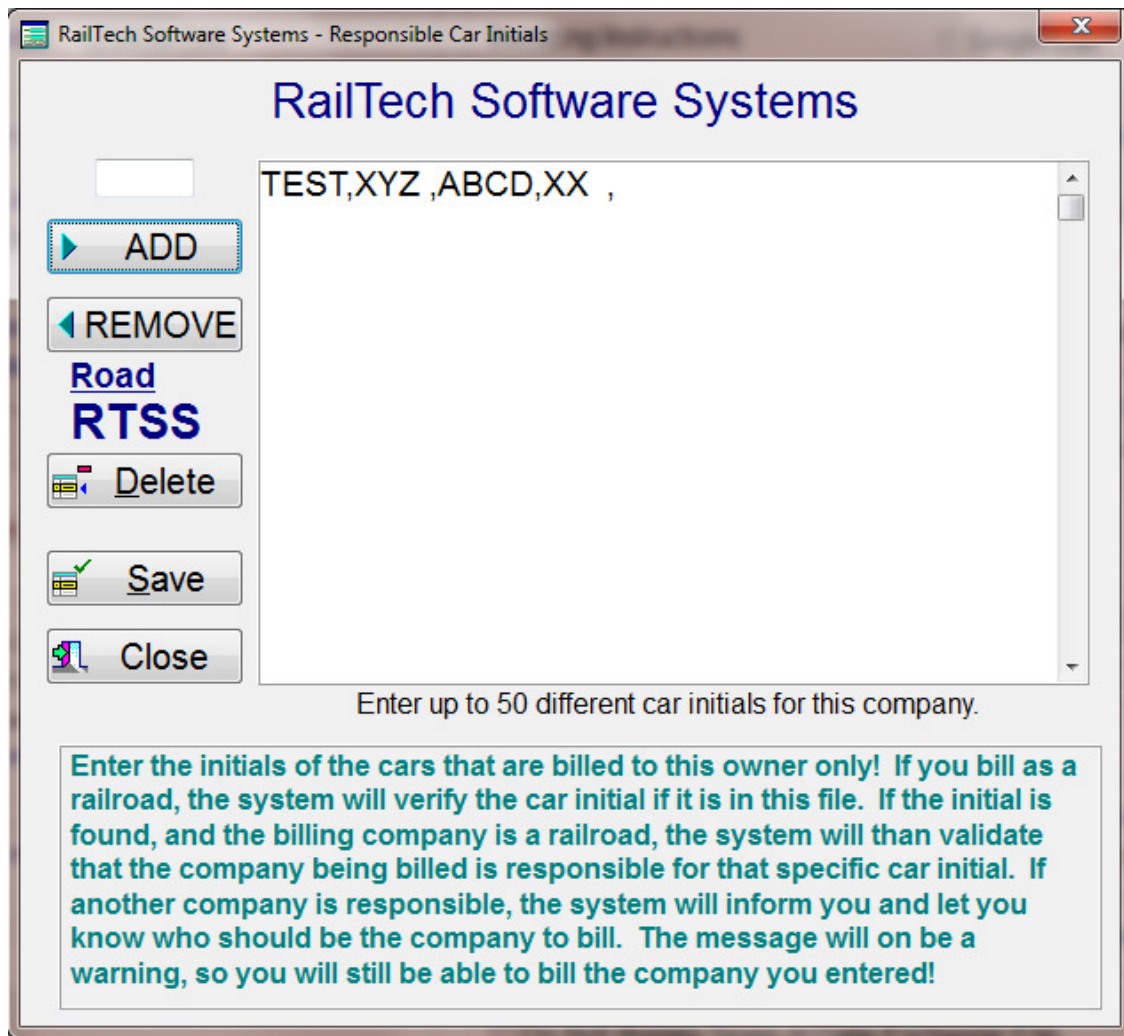 RailTech Software Systems - Responsible Car Initials
RailTech Software Systems
TEST,XYZ ,ABCD,XX  ,
ADD
REMOVE
Road
RTSS
Delete
Save
Close
Enter up to 50 different car initials for this company.
Enter the initials of the cars that are billed to this owner only!  If you bill as a
railroad, the system will verify the car initial if it is in this file.  If the initial is
found, and the billing company is a railroad, the system will than validate
that the company being billed is responsible for that specific car initial.  If
another company is responsible, the system will inform you and let you
know who should be the company to bill.  The message will on be a
warning, so you will still be able to bill the company you entered!